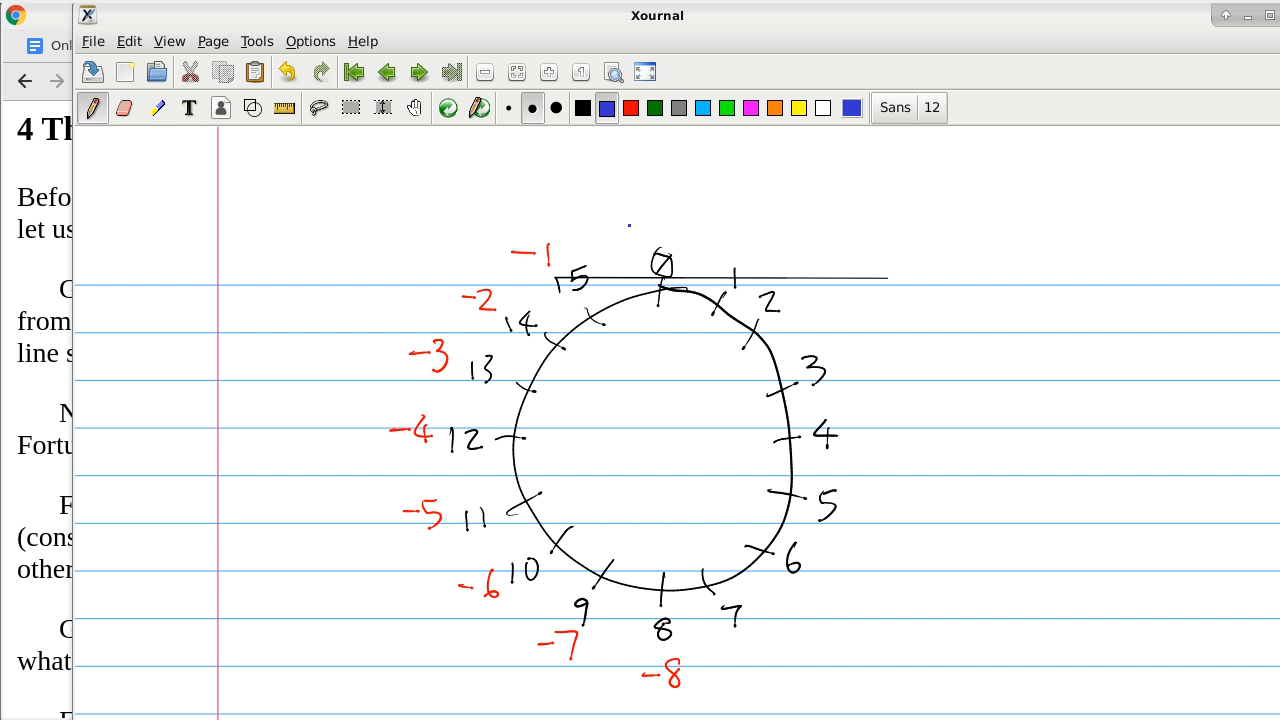 Xournal
File Edit View Page Tools Options Help
Onl
T Sans 12
4 Th
Befo
let us
G
from
line s
N
Fortu
F
(cons
other
C
what
-1 15 0 1
-2 14 2
-3 13 3
-4 12 4
-5 11 5
-6 10 6
9 8 7
-7
-8